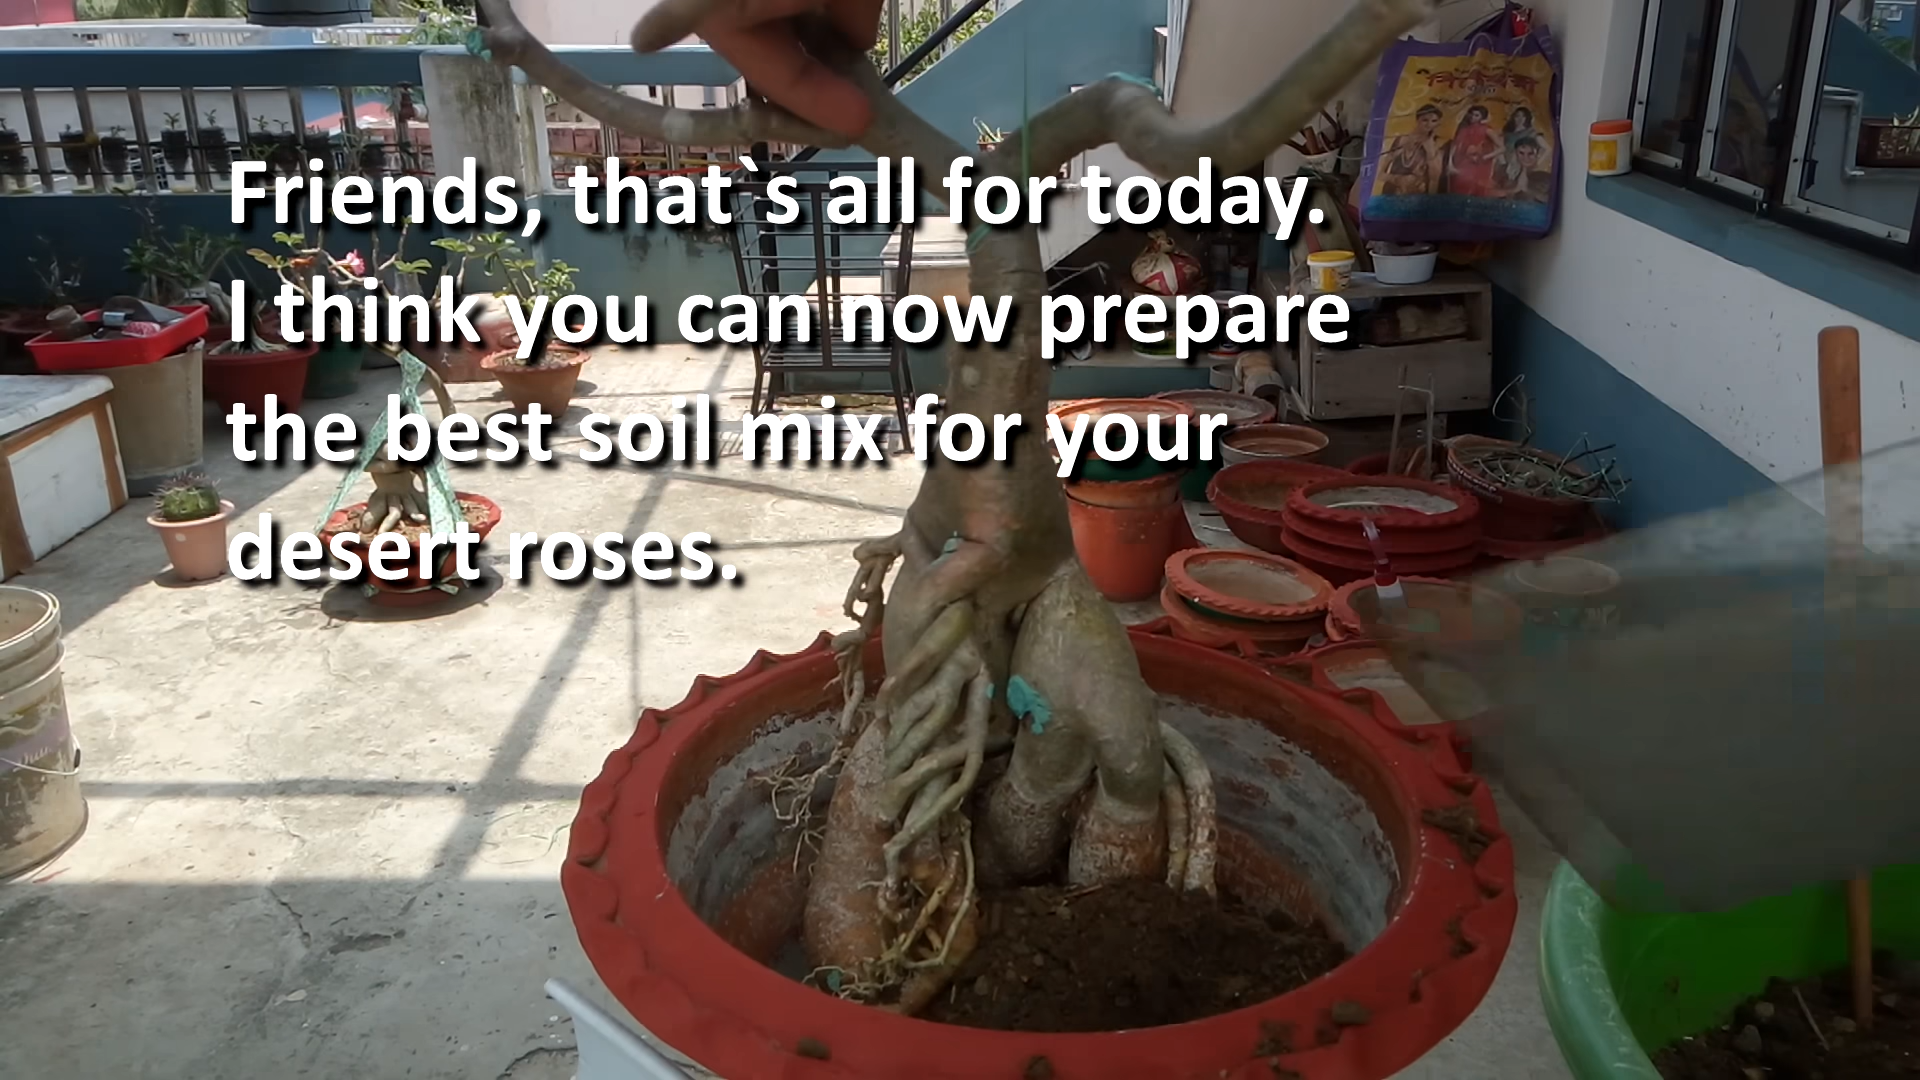 Friends, that`s all for today.
I think you can now prepare
the best soil mix for your
desert roses.